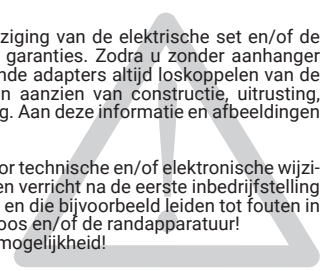 ziging van de elektrische set en/of de
garanties. Zodra u zonder aanhanger
nde adapters altijd loskoppelen van de
n aanzien van constructie, uitrusting,
g. Aan deze informatie en afbeeldingen
or technische en/of elektronische wijzi-
en verricht na de eerste inbedrijfstelling
en die bijvoorbeeld leiden tot fouten in
oos en/of de randapparatuur!
mogelijkheid!